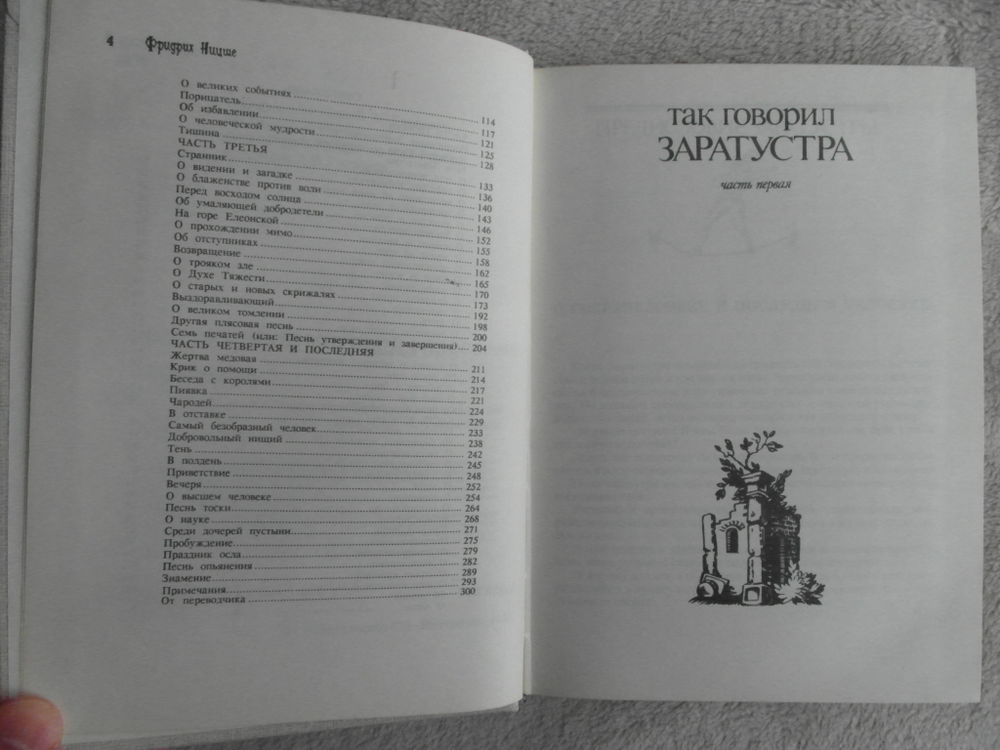 4 Фридрих Ницше
О великих событиях 114
Порицатель 117
Об избавлении 121
О человеческой мудрости 125
Тишина 128
ЧАСТЬ ТРЕТЬЯ
Странник 133
О видении и загадке 136
О блаженстве против воли 140
Перед восходом солнца 143
Об умаляющей добродетели 146
На горе Елеонской 152
О прохождении мимо 155
Об отступниках 158
Возвращение 162
О трояком зле 165
О Духе Тяжести 170
О старых и новых скрижалях 173
Выздоравливающий 192
О великом томлении 198
Другая плясовая песнь 200
Семь печатей (или: Песнь утверждения и завершения) 204
ЧАСТЬ ЧЕТВЕРТАЯ И ПОСЛЕДНЯЯ
Жертва медовая 211
Крик о помощи 214
Беседа с королями 217
Пиявка 221
Чародей 224
В отставке 229
Самый безобразный человек 233
Добровольный нищий 238
Тень 242
В полдень 245
Приветствие 248
Вечеря 252
О высшем человеке 254
Песнь тоски 264
О науке 268
Среди дочерей пустыни 271
Пробуждение 275
Праздник осла 279
Песнь опьянения 282
Знамение 289
Примечания 293
От переводчика 300
так говорил
ЗАРАТУСТРА
часть первая